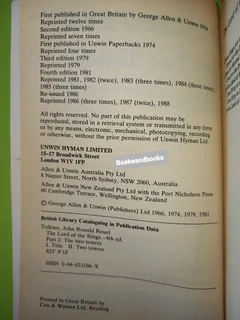 First published in Great Britain by George Allen & Unwin 1954
Reprinted twelve times
Second edition 1966
Reprinted seven times
First published in Unwin Paperbacks 1974
Reprinted four times
Third edition 1979
Reprinted 1979
Fourth edition 1981
Reprinted 1981, 1982 (twice), 1983 (three times), 1984 (three times),
1985 (three times)
Re-issued 1986
Reprinted 1986 (three times), 1987 (twice), 1988
All rights reserved. No part of this publication may be
reproduced, stored in a retrieval system or transmitted in any form
or by any means, electronic, mechanical, photocopying, recording
or otherwise, without the prior permission of Unwin Hyman Ltd.
UNWIN HYMAN LIMITED
15–17 Broadwick Street
London W1V 1FP
Booksandbooks
Allen & Unwin Australia Pty Ltd
8 Napier Street, North Sydney, NSW 2060, Australia
Allen & Unwin New Zealand Pty Ltd with the Port Nicholson Press
60 Cambridge Terrace, Wellington, New Zealand
© George Allen & Unwin (Publishers) Ltd 1966, 1974, 1979, 1981
British Library Cataloguing in Publication Data
Tolkien, John Ronald Reuel
The Lord of the Rings.–4th ed.
Part 2: The two towers
I. Title II Two towers
823'.9'1F
ISBN 0-04-823186-X
Printed in Great Britain by
Cox & Wyman Ltd, Reading